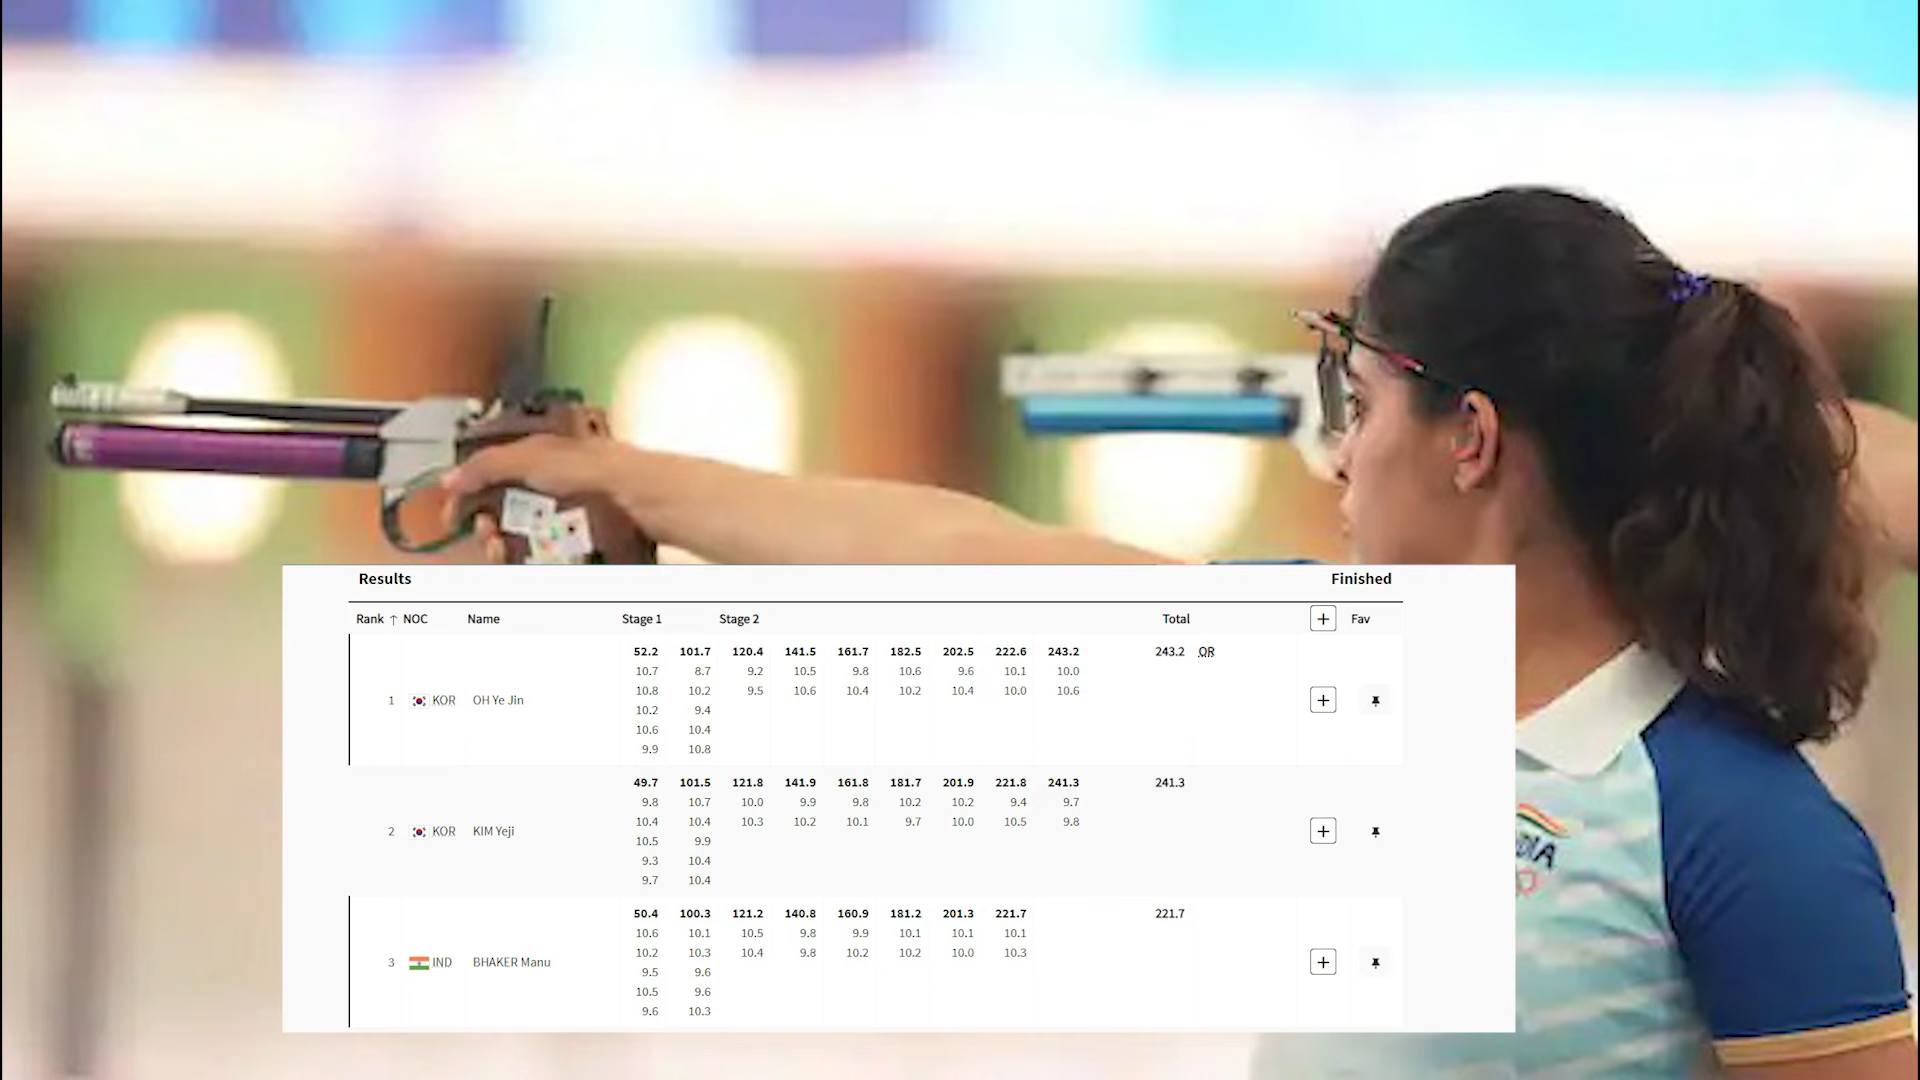 Results Finished
Rank ↑ NOC Name Stage 1 Stage 2 Total + Fav
52.2 101.7 120.4 141.5 161.7 182.5 202.5 222.6 243.2 243.2 OR
10.7 8.7 9.2 10.5 9.8 10.6 9.6 10.1 10.0
10.8 10.2 9.5 10.6 10.4 10.2 10.4 10.0 10.6
1 KOR OH Ye Jin +
10.2 9.4
10.6 10.4
9.9 10.8
49.7 101.5 121.8 141.9 161.8 181.7 201.9 221.8 241.3 241.3
9.8 10.7 10.0 9.9 9.8 10.2 10.2 9.4 9.7
10.4 10.4 10.3 10.2 10.1 9.7 10.0 10.5 9.8
2 KOR KIM Yeji +
10.5 9.9
9.3 10.4
9.7 10.4
50.4 100.3 121.2 140.8 160.9 181.2 201.3 221.7 221.7
10.6 10.1 10.5 9.8 9.9 10.1 10.1 10.1
10.2 10.3 10.4 9.8 10.2 10.2 10.0 10.3
3 IND BHAKER Manu +
9.5 9.6
10.5 9.6
9.6 10.3
DIA